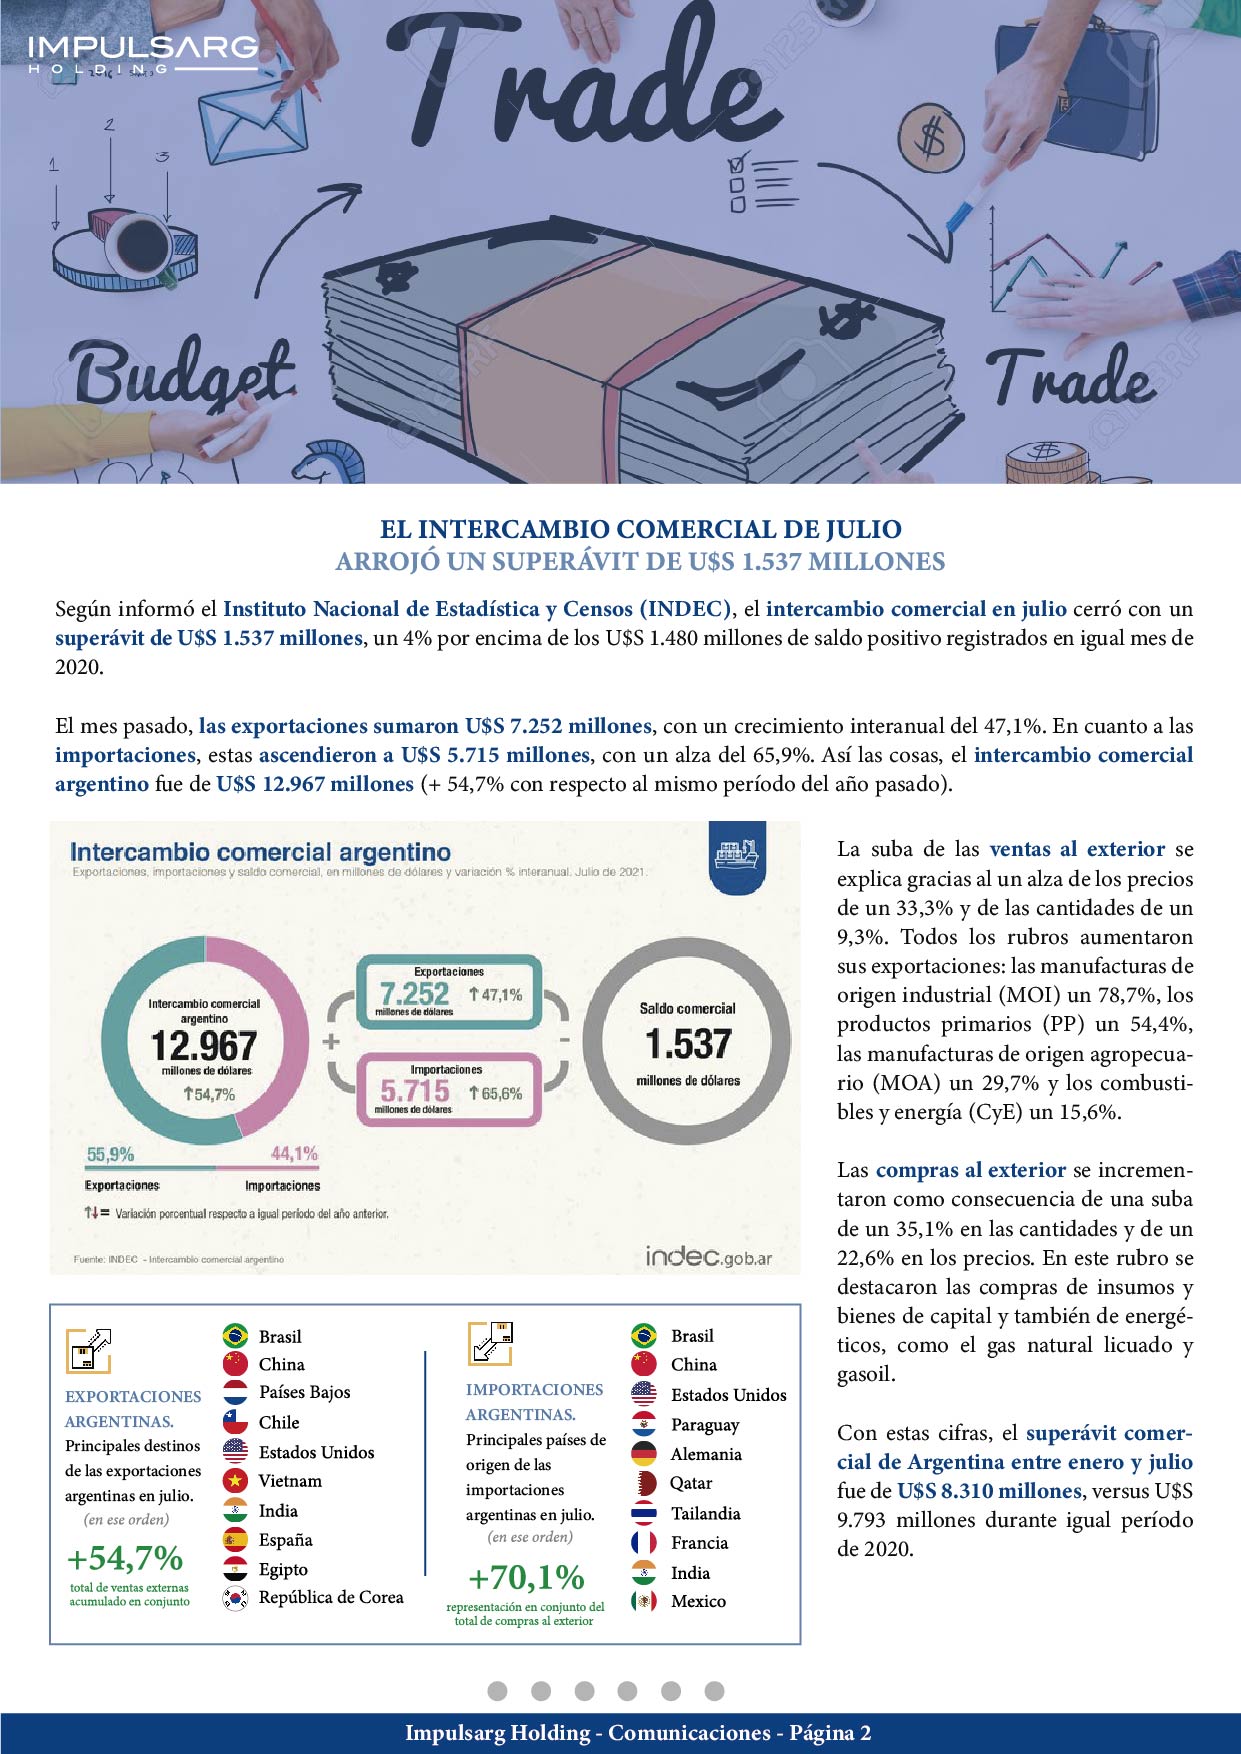 IMPULSARG
HOLDING
Trade
1
2
3
$
Budget
Trade
EL INTERCAMBIO COMERCIAL DE JULIO
ARROJÓ UN SUPERÁVIT DE U$S 1.537 MILLONES
Según informó el Instituto Nacional de Estadística y Censos (INDEC), el intercambio comercial en julio cerró con un
superávit de U$S 1.537 millones, un 4% por encima de los U$S 1.480 millones de saldo positivo registrados en igual mes de
2020.
El mes pasado, las exportaciones sumaron U$S 7.252 millones, con un crecimiento interanual del 47,1%. En cuanto a las
importaciones, estas ascendieron a U$S 5.715 millones, con un alza del 65,9%. Así las cosas, el intercambio comercial
argentino fue de U$S 12.967 millones (+ 54,7% con respecto al mismo período del año pasado).
Intercambio comercial argentino
Exportaciones, importaciones y saldo comercial, en millones de dólares y variación % interanual. Julio de 2021.
Intercambio comercial
argentino
12.967
millones de dólares
↑54,7%
55,9%
44,1%
Exportaciones
Importaciones
+
Exportaciones
7.252 ↑47,1%
millones de dólares
Importaciones
5.715 ↑65,6%
millones de dólares
-
Saldo comercial
1.537
millones de dólares
↑↓= Variación porcentual respecto a igual período del año anterior.
Fuente: INDEC - Intercambio comercial argentino
indec.gob.ar
La suba de las ventas al exterior se
explica gracias al un alza de los precios
de un 33,3% y de las cantidades de un
9,3%. Todos los rubros aumentaron
sus exportaciones: las manufacturas de
origen industrial (MOI) un 78,7%, los
productos primarios (PP) un 54,4%,
las manufacturas de origen agropecua-
rio (MOA) un 29,7% y los combusti-
bles y energía (CyE) un 15,6%.
Las compras al exterior se incremen-
taron como consecuencia de una suba
de un 35,1% en las cantidades y de un
22,6% en los precios. En este rubro se
destacaron las compras de insumos y
bienes de capital y también de energé-
ticos, como el gas natural licuado y
gasoil.
Con estas cifras, el superávit comer-
cial de Argentina entre enero y julio
fue de U$S 8.310 millones, versus U$S
9.793 millones durante igual período
de 2020.
EXPORTACIONES
ARGENTINAS.
Principales destinos
de las exportaciones
argentinas en julio.
(en ese orden)
+54,7%
total de ventas externas
acumulado en conjunto
Brasil
China
Países Bajos
Chile
Estados Unidos
Vietnam
India
España
Egipto
República de Corea
IMPORTACIONES
ARGENTINAS.
Principales países de
origen de las
importaciones
argentinas en julio.
(en ese orden)
+70,1%
representación en conjunto del
total de compras al exterior
Brasil
China
Estados Unidos
Paraguay
Alemania
Qatar
Tailandia
Francia
India
Mexico
Impulsarg Holding - Comunicaciones - Página 2